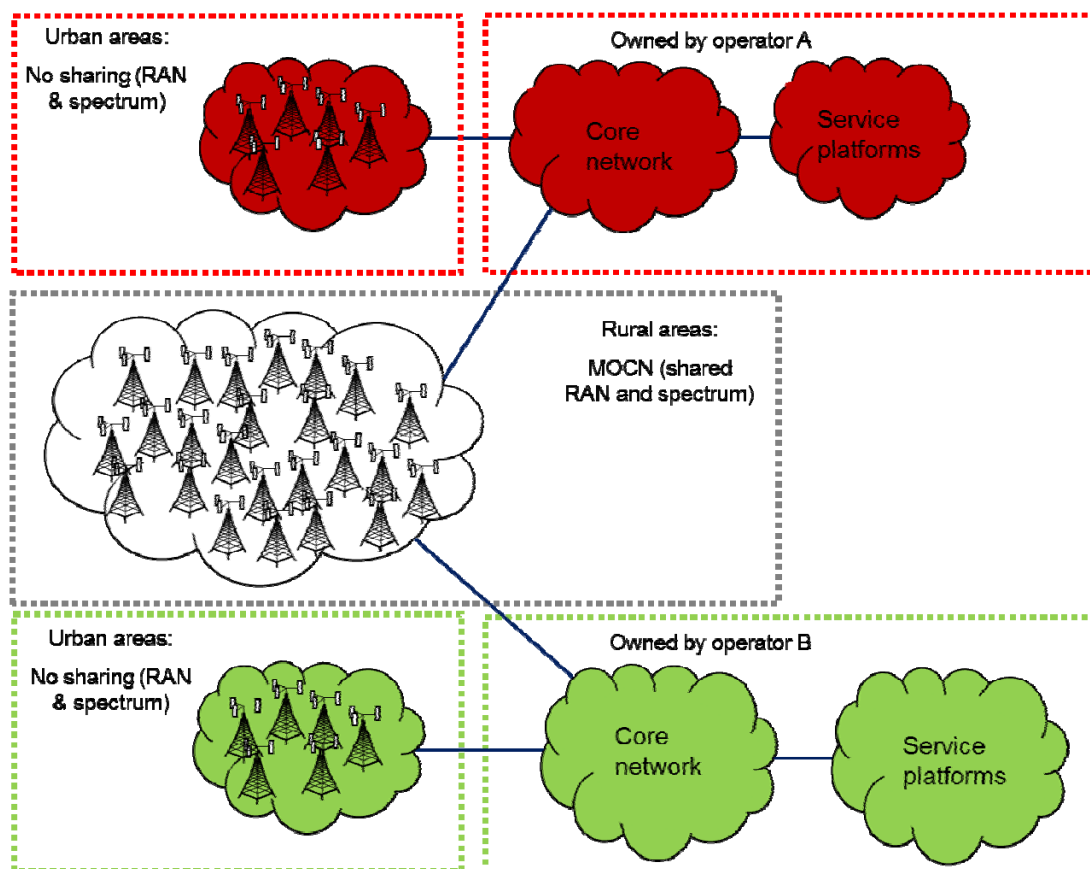 Urban areas:
No sharing (RAN
& spectrum)
Owned by operator A
Core
network
Service
platforms
Rural areas:
MOCN (shared
RAN and spectrum)
Urban areas:
No sharing (RAN
& spectrum)
Owned by operator B
Core
network
Service
platforms